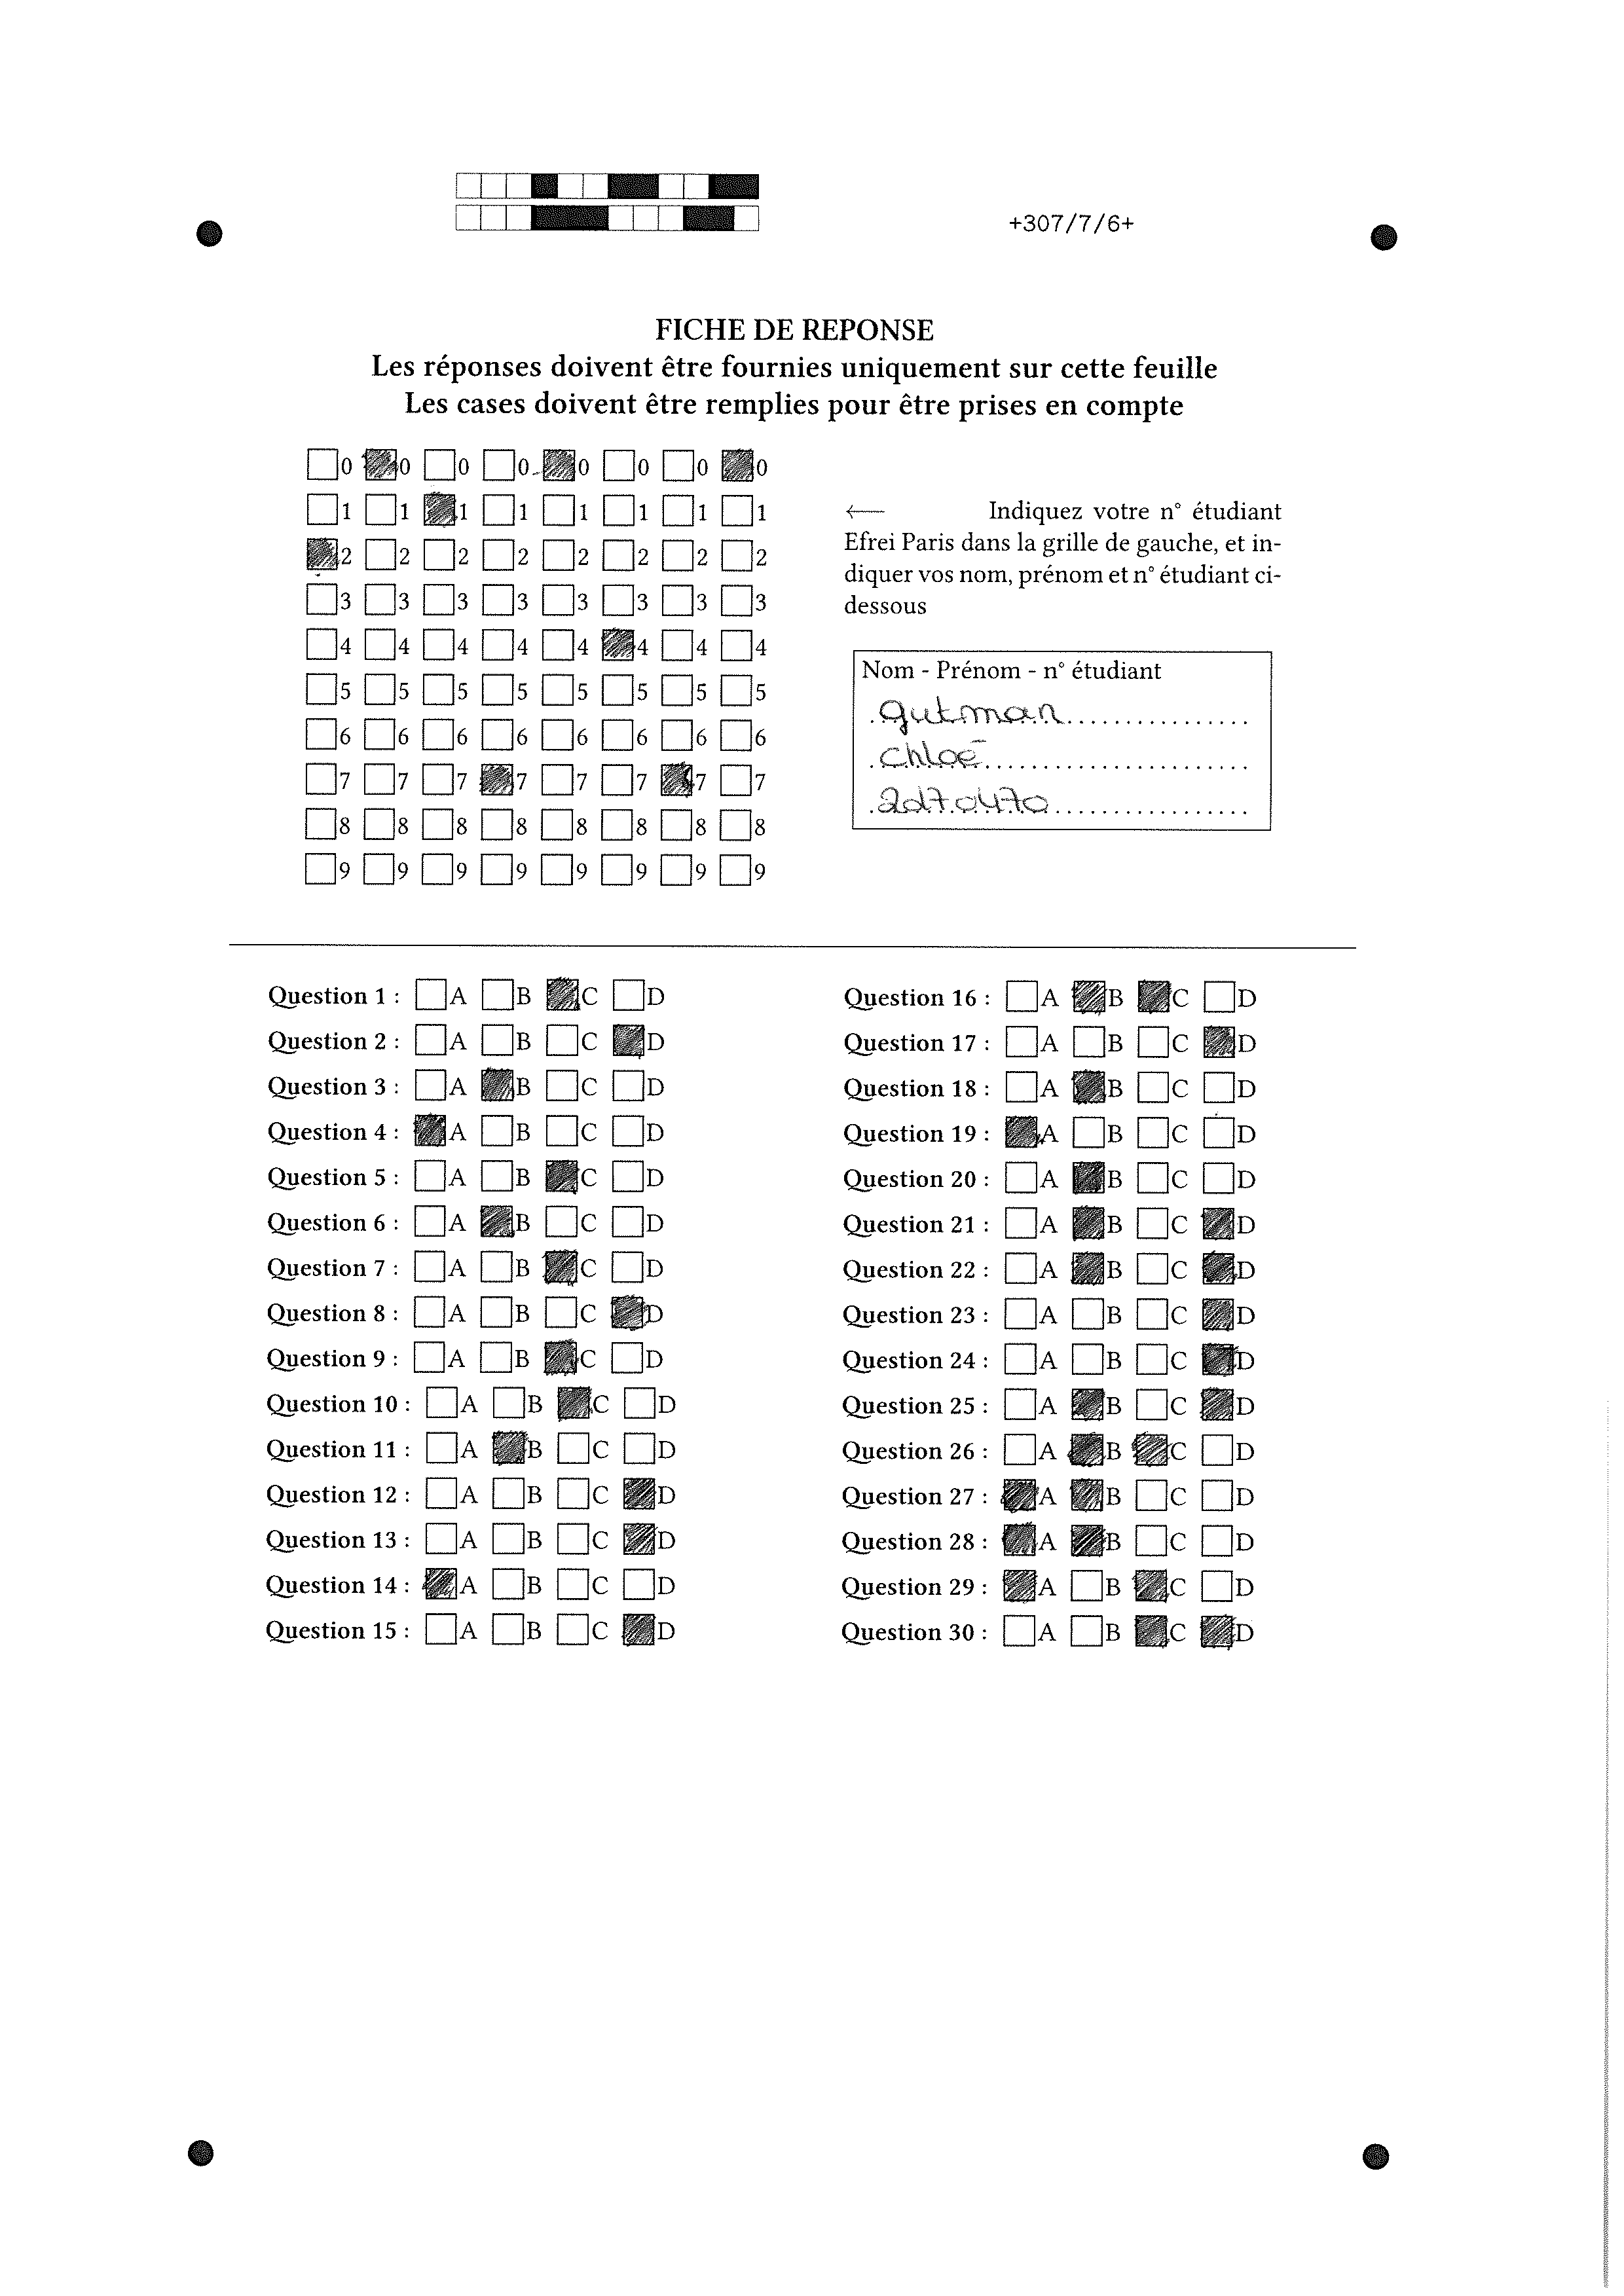 +307/7/6+
FICHE DE REPONSE
Les réponses doivent être fournies uniquement sur cette feuille
Les cases doivent être remplies pour être prises en compte
0 0 0 0 0 0 0 0
1 1 1 1 1 1 1 1
2 2 2 2 2 2 2 2
3 3 3 3 3 3 3 3
4 4 4 4 4 4 4 4
5 5 5 5 5 5 5 5
6 6 6 6 6 6 6 6
7 7 7 7 7 7 7 7
8 8 8 8 8 8 8 8
9 9 9 9 9 9 9 9
← Indiquez votre n° étudiant
Efrei Paris dans la grille de gauche, et in-
diquer vos nom, prénom et n° étudiant ci-
dessous
Nom - Prénom - n° étudiant
gutman
chloé
Question 1 : A B C D
Question 2 : A B C D
Question 3 : A B C D
Question 4 : A B C D
Question 5 : A B C D
Question 6 : A B C D
Question 7 : A B C D
Question 8 : A B C D
Question 9 : A B C D
Question 10 : A B C D
Question 11 : A B C D
Question 12 : A B C D
Question 13 : A B C D
Question 14 : A B C D
Question 15 : A B C D
Question 16 : A B C D
Question 17 : A B C D
Question 18 : A B C D
Question 19 : A B C D
Question 20 : A B C D
Question 21 : A B C D
Question 22 : A B C D
Question 23 : A B C D
Question 24 : A B C D
Question 25 : A B C D
Question 26 : A B C D
Question 27 : A B C D
Question 28 : A B C D
Question 29 : A B C D
Question 30 : A B C D